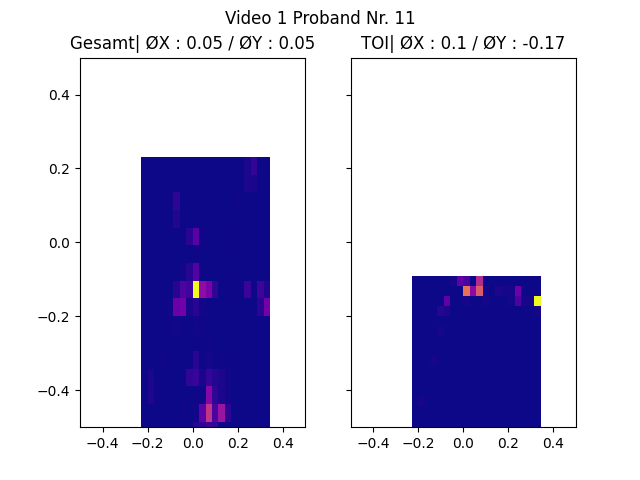 Video 1 Proband Nr. 11
Gesamt| ØX : 0.05 / ØY : 0.05
TOI| ØX : 0.1 / ØY : -0.17
0.4
0.2
0.0
−0.2
−0.4
−0.4 −0.2 0.0 0.2 0.4
−0.4 −0.2 0.0 0.2 0.4